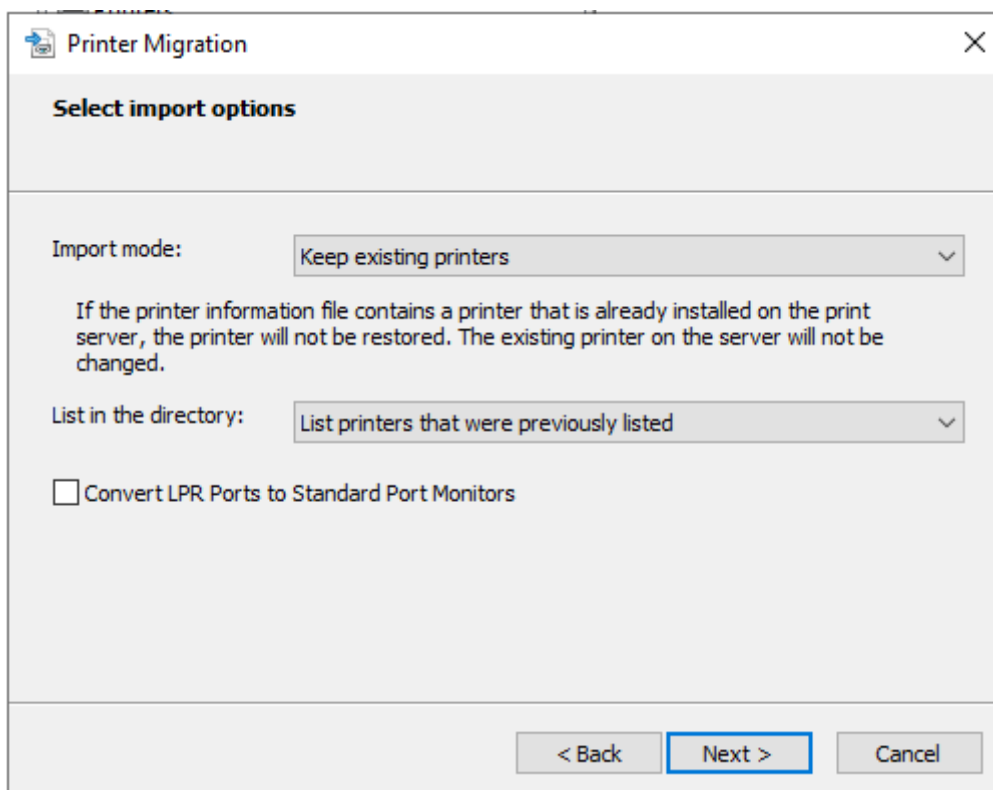 Printer Migration
Select import options
Import mode:
Keep existing printers
If the printer information file contains a printer that is already installed on the print
server, the printer will not be restored. The existing printer on the server will not be
changed.
List in the directory:
List printers that were previously listed
Convert LPR Ports to Standard Port Monitors
< Back
Next >
Cancel